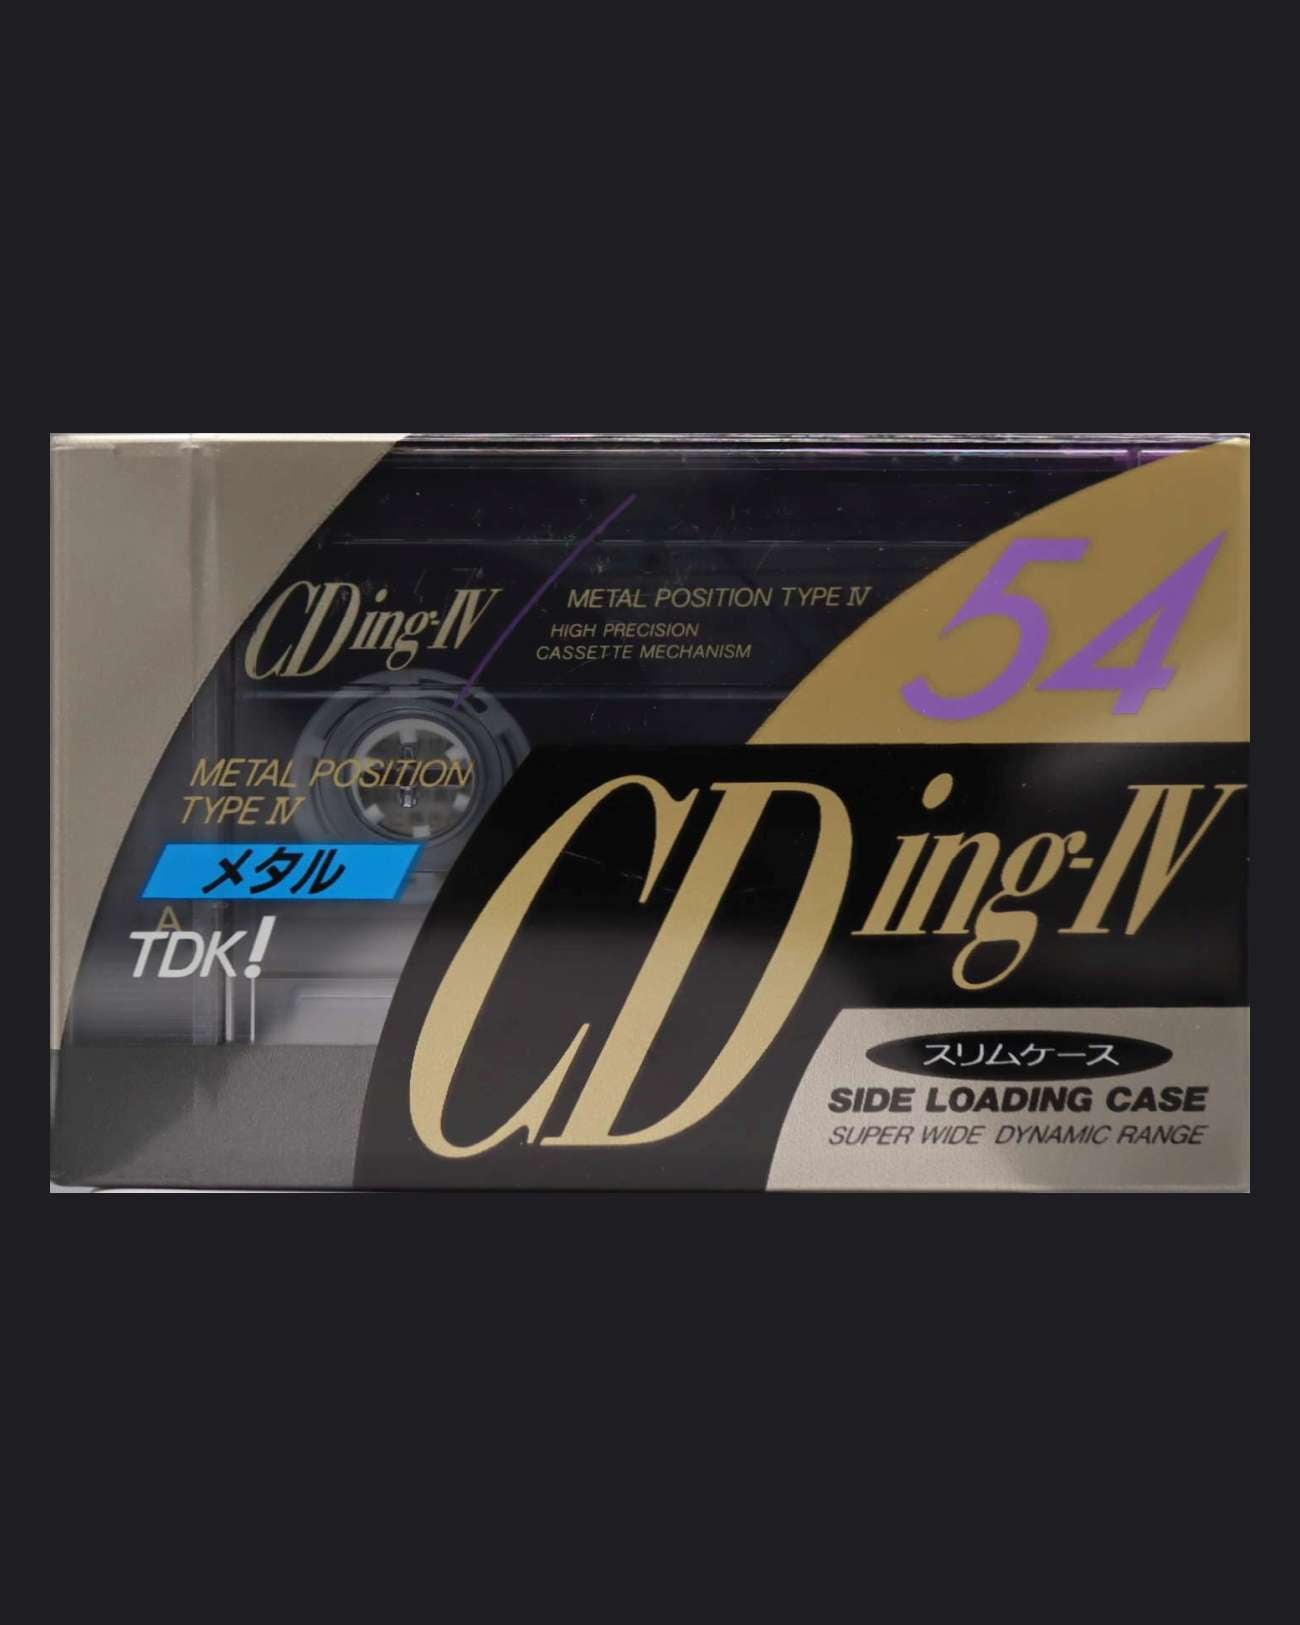 CDing-IV
METAL POSITION TYPE IV
HIGH PRECISION
CASSETTE MECHANISM
54
METAL POSITION
TYPE IV
メタル
A
TDK!
CDing-IV
スリムケース
SIDE LOADING CASE
SUPER WIDE DYNAMIC RANGE